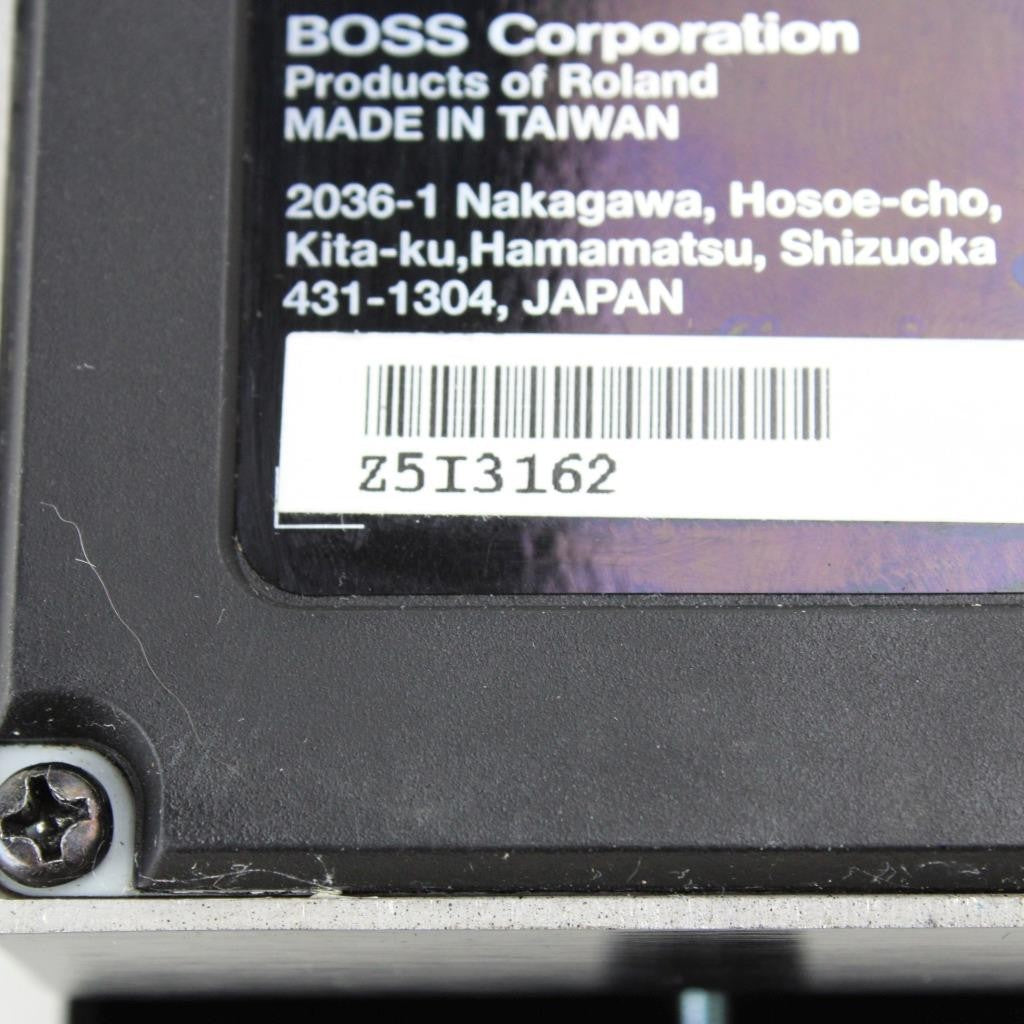 BOSS Corporation
Products of Roland
MADE IN TAIWAN
2036-1 Nakagawa, Hosoe-cho,
Kita-ku,Hamamatsu, Shizuoka
431-1304, JAPAN
Z5I3162